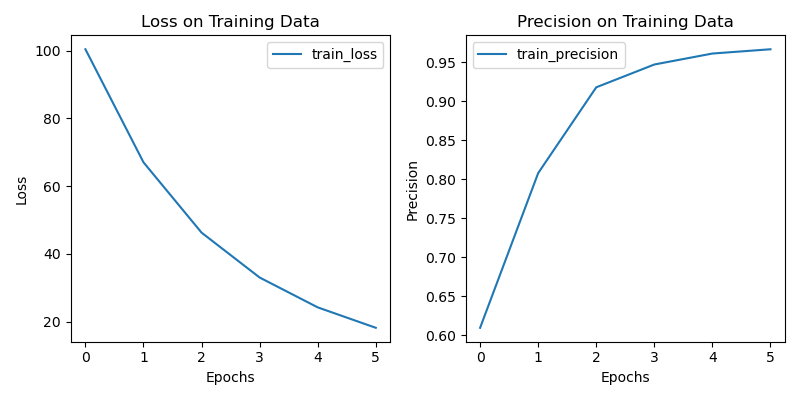 Loss on Training Data
train_loss
100
80
60
40
20
Loss
0 1 2 3 4 5
Epochs
Precision on Training Data
train_precision
0.95
0.90
0.85
0.80
0.75
0.70
0.65
0.60
Precision
0 1 2 3 4 5
Epochs